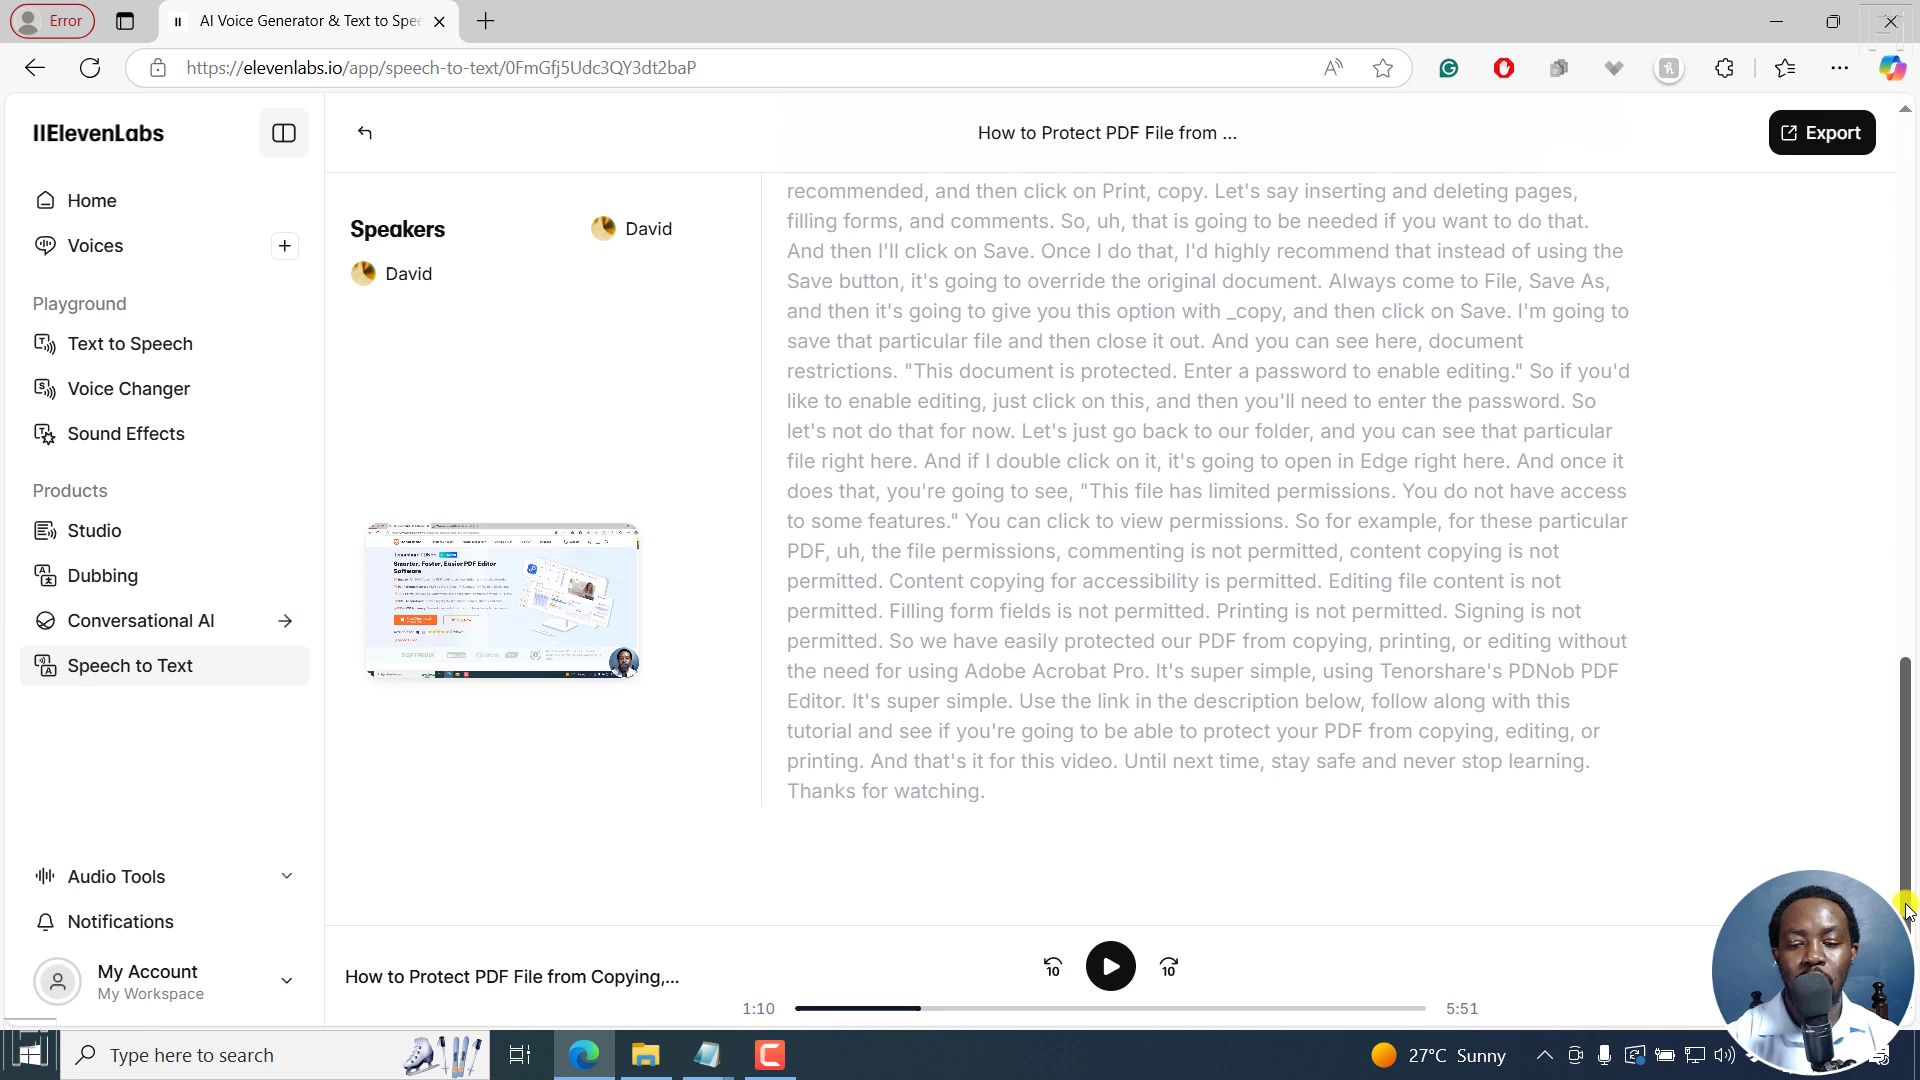 Error
AI Voice Generator & Text to Spee
https://elevenlabs.io/app/speech-to-text/0FmGfj5Udc3QY3dt2baP
IIElevenLabs
How to Protect PDF File from ...
Export
Home
Voices
Playground
Text to Speech
Voice Changer
Sound Effects
Products
Studio
Dubbing
Conversational AI
Speech to Text
Audio Tools
Notifications
My Account
My Workspace
Speakers
David
David
recommended, and then click on Print, copy. Let's say inserting and deleting pages,
filling forms, and comments. So, uh, that is going to be needed if you want to do that.
And then I'll click on Save. Once I do that, I'd highly recommend that instead of using the
Save button, it's going to override the original document. Always come to File, Save As,
and then it's going to give you this option with _copy, and then click on Save. I'm going to
save that particular file and then close it out. And you can see here, document
restrictions. "This document is protected. Enter a password to enable editing." So if you'd
like to enable editing, just click on this, and then you'll need to enter the password. So
let's not do that for now. Let's just go back to our folder, and you can see that particular
file right here. And if I double click on it, it's going to open in Edge right here. And once it
does that, you're going to see, "This file has limited permissions. You do not have access
to some features." You can click to view permissions. So for example, for these particular
PDF, uh, the file permissions, commenting is not permitted, content copying is not
permitted. Content copying for accessibility is permitted. Editing file content is not
permitted. Filling form fields is not permitted. Printing is not permitted. Signing is not
permitted. So we have easily protected our PDF from copying, printing, or editing without
the need for using Adobe Acrobat Pro. It's super simple, using Tenorshare's PDNob PDF
Editor. It's super simple. Use the link in the description below, follow along with this
tutorial and see if you're going to be able to protect your PDF from copying, editing, or
printing. And that's it for this video. Until next time, stay safe and never stop learning.
Thanks for watching.
Smarter, Faster, Easier PDF Editor
Software
SOFTPEDIA
How to Protect PDF File from Copying,...
10
10
1:10
5:51
Type here to search
27°C Sunny